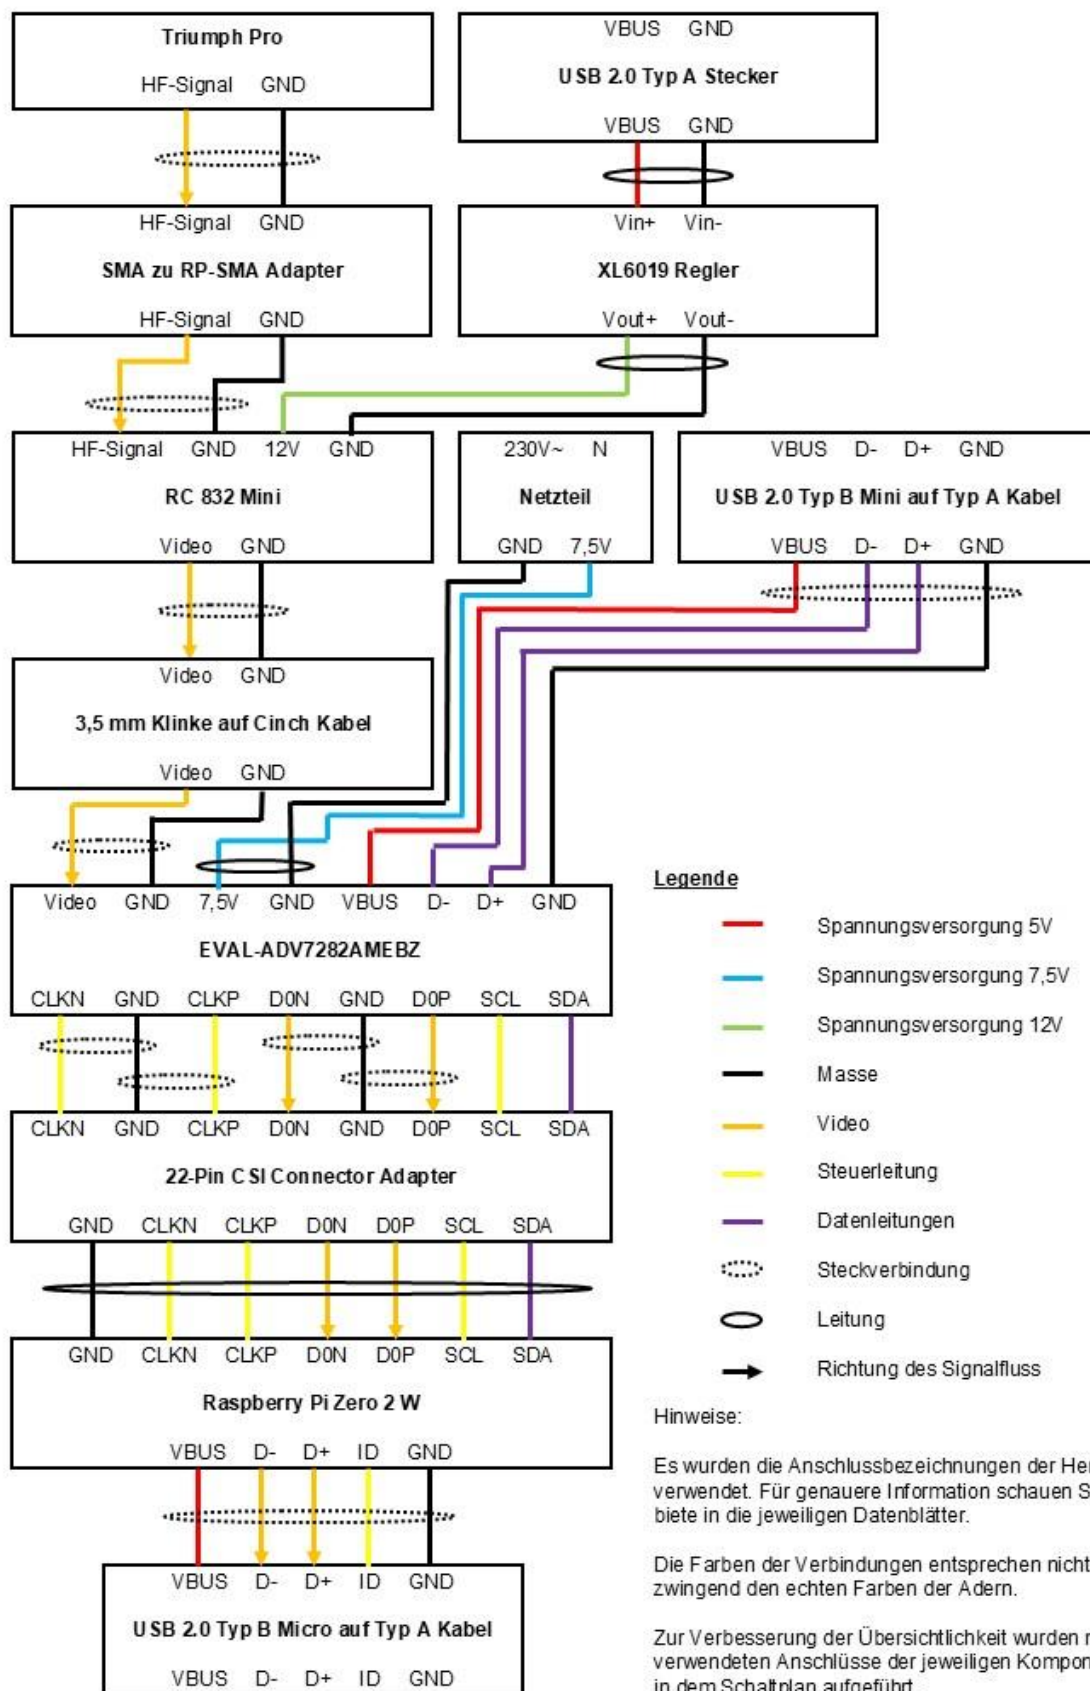 Triumph Pro
HF-Signal GND
VBUS GND
USB 2.0 Typ A Stecker
VBUS GND
HF-Signal GND
SMA zu RP-SMA Adapter
HF-Signal GND
Vin+ Vin-
XL6019 Regler
Vout+ Vout-
HF-Signal GND 12V GND
RC 832 Mini
Video GND
230V~ N
Netzteil
GND 7,5V
VBUS D- D+ GND
USB 2.0 Typ B Mini auf Typ A Kabel
VBUS D- D+ GND
Video GND
3,5 mm Klinke auf Cinch Kabel
Video GND
Video GND 7,5V GND VBUS D- D+ GND
EVAL-ADV7282AMEBZ
CLKN GND CLKP D0N GND D0P SCL SDA
CLKN GND CLKP D0N GND D0P SCL SDA
22-Pin CSI Connector Adapter
GND CLKN CLKP D0N D0P SCL SDA
GND CLKN CLKP D0N D0P SCL SDA
Raspberry Pi Zero 2 W
VBUS D- D+ ID GND
VBUS D- D+ ID GND
USB 2.0 Typ B Micro auf Typ A Kabel
VBUS D- D+ ID GND
Legende
Spannungsversorgung 5V
Spannungsversorgung 7,5V
Spannungsversorgung 12V
Masse
Video
Steuerleitung
Datenleitungen
Steckverbindung
Leitung
Richtung des Signalfluss
Hinweise:
Es wurden die Anschlussbezeichnungen der
verwendet. Für genauere Information schauen
biete in die jeweiligen Datenblätter.
Die Farben der Verbindungen entsprechen nicht
zwingend den echten Farben der Adern.
Zur Verbesserung der Übersichtlichkeit wurden
verwendeten Anschlüsse der jeweiligen
in dem Schaltplan aufgeführt